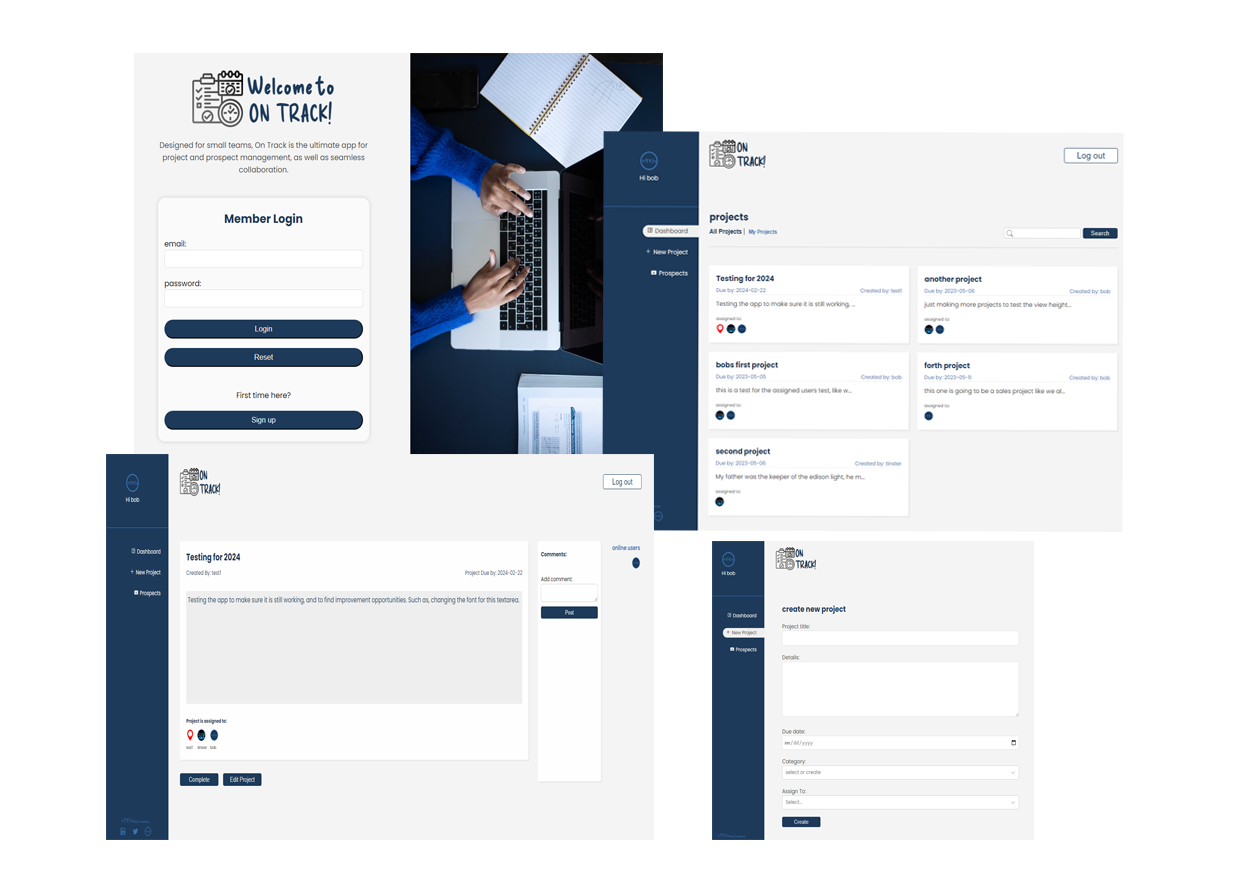 Welcome to
ON TRACK!
Designed for small teams, On Track is the ultimate app for
project and prospect management, as well as seamless
collaboration.
Member Login
email:
password:
Login
Reset
First time here?
Sign up
Hi bob
ON
TRACK!
Log out
Dashboard
+ New Project
Prospects
projects
All Projects | My Projects
Search
Testing for 2024
Due by: 2024-02-22 Created by: test1
Testing the app to make sure it is still working, ...
assigned to:
another project
Due by: 2023-05-06 Created by: bob
just making more projects to test the view height...
assigned to:
bobs first project
Due by: 2023-05-05 Created by: bob
this is a test for the assigned users test, like w...
assigned to:
forth project
Due by: 2023-05-11 Created by: bob
this one is going to be a sales project like we al...
assigned to:
second project
Due by: 2023-05-06 Created by: tinster
My father was the keeper of the edison light, he m...
assigned to:
Hi bob
ON
TRACK!
Log out
Dashboard
+ New Project
Prospects
Testing for 2024
Created By: test1 Project Due by: 2024-02-22
Testing the app to make sure it is still working, and to find improvement opportunities. Such as, changing the font for this textarea.
Project is assigned to:
test1 bob
Complete Edit Project
Comments:
Add comment:
Post
online users
Hi bob
ON
TRACK!
Dashboard
+ New Project
Prospects
create new project
Project title:
Details:
Due date:
mm/dd/yyyy
Category:
select or create
Assign To:
Select...
Create